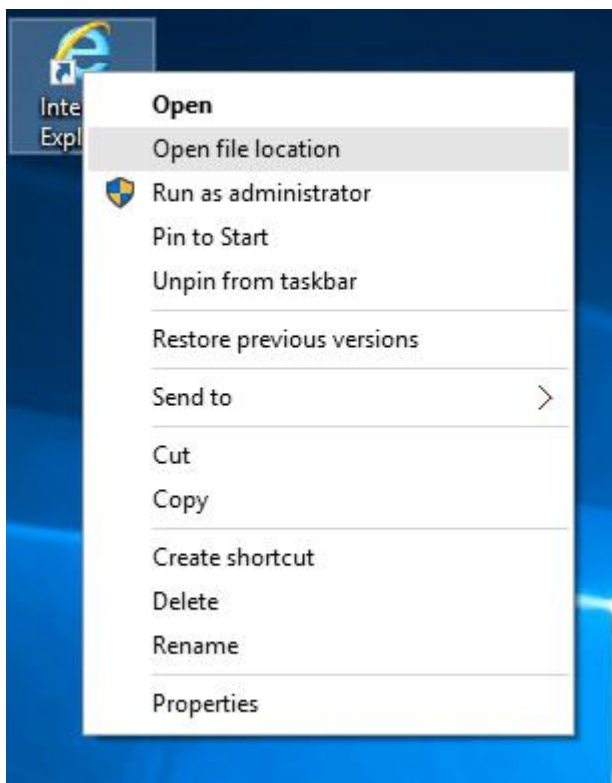 Inte
Expl
Open
Open file location
Run as administrator
Pin to Start
Unpin from taskbar
Restore previous versions
Send to
Cut
Copy
Create shortcut
Delete
Rename
Properties